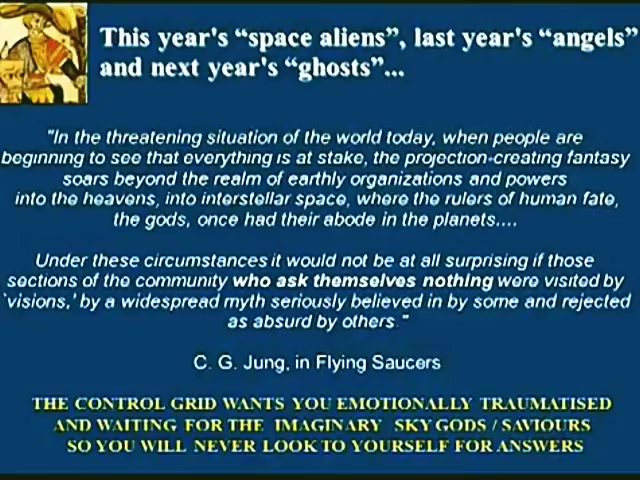 This year's “space aliens”, last year's “angels”
and next year's “ghosts”...
"In the threatening situation of the world today, when people are
beginning to see that everything is at stake, the projection-creating fantasy
soars beyond the realm of earthly organizations and powers
into the heavens, into interstellar space, where the rulers of human fate,
the gods, once had their abode in the planets....
Under these circumstances it would not be at all surprising if those
sections of the community who ask themselves nothing were visited by
`visions,' by a widespread myth seriously believed in by some and rejected
as absurd by others."
C. G. Jung, in Flying Saucers
THE CONTROL GRID WANTS YOU EMOTIONALLY TRAUMATISED
AND WAITING FOR THE IMAGINARY SKY GODS / SAVIOURS
SO YOU WILL NEVER LOOK TO YOURSELF FOR ANSWERS